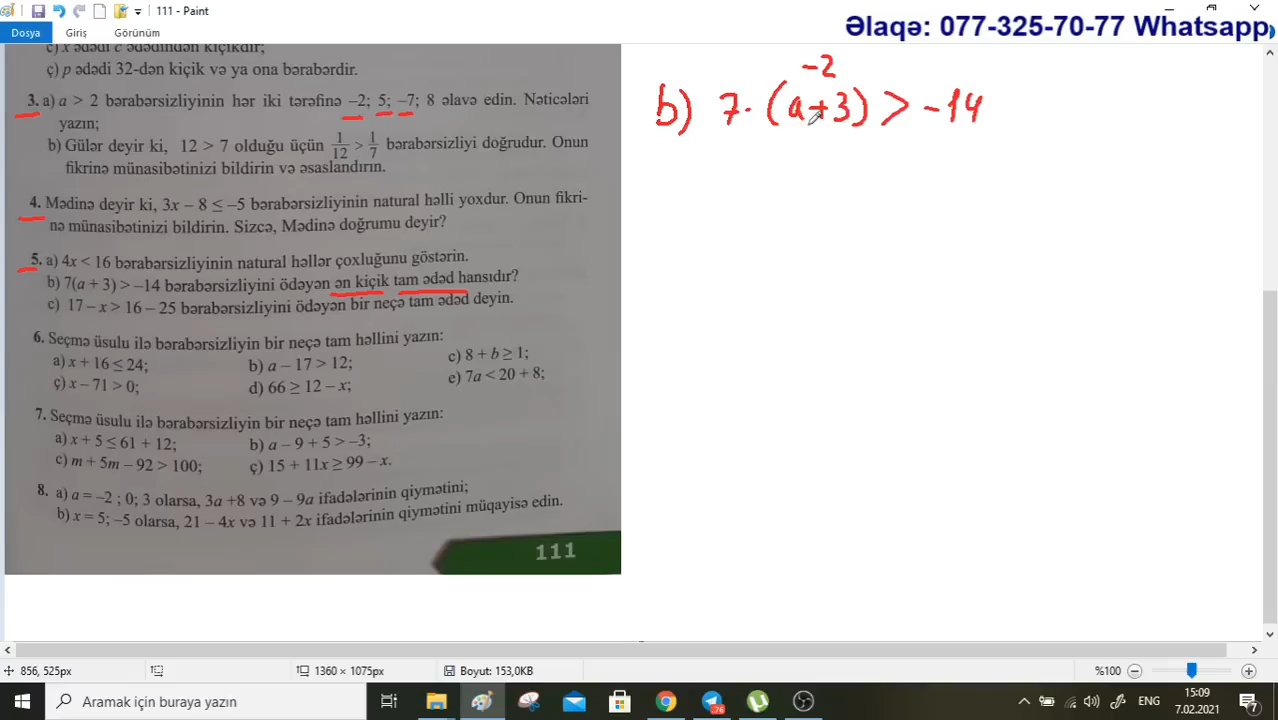 111 - Paint
Əlaqə: 077-325-70-77 Whatsapp
Dosya Giriş Görünüm
c) x ədədi c ədədindən kiçikdir;
ç) p ədədi 32-dən kiçik və ya ona bərabərdir.
3. a) a > 2 bərabərsizliyinin hər iki tərəfinə –2; 5; –7; 8 əlavə edin. Nəticələri
yazın;
b) Gülər deyir ki, 12 > 7 olduğu üçün 1/12 > 1/7 bərabərsizliyi doğrudur. Onun
fikrinə münasibətinizi bildirin və əsaslandırın.
4. Mədinə deyir ki, 3x – 8 ≤ –5 bərabərsizliyinin natural həlli yoxdur. Onun fikri-
nə münasibətinizi bildirin. Sizcə, Mədinə doğrumu deyir?
5. a) 4x < 16 bərabərsizliyinin natural həllər çoxluğunu göstərin.
b) 7(a + 3) > –14 bərabərsizliyini ödəyən ən kiçik tam ədəd hansıdır?
c) 17 – x > 16 – 25 bərabərsizliyini ödəyən bir neçə tam ədəd deyin.
6. Seçmə üsulu ilə bərabərsizliyin bir neçə tam həllini yazın:
a) x + 16 ≤ 24; b) a – 17 > 12; c) 8 + b ≥ 1;
ç) x – 71 > 0; d) 66 ≥ 12 – x; e) 7a < 20 + 8;
7. Seçmə üsulu ilə bərabərsizliyin bir neçə tam həllini yazın:
a) x + 5 ≤ 61 + 12; b) a – 9 + 5 > –3;
c) m + 5m – 92 > 100; ç) 15 + 11x ≥ 99 – x.
8. a) a = –2 ; 0; 3 olarsa, 3a +8 və 9 – 9a ifadələrinin qiymətini;
b) x = 5; –5 olarsa, 21 – 4x və 11 + 2x ifadələrinin qiymətini müqayisə edin.
111
-2
b) 7·(a+3) > -14
856, 525px 1360 × 1075px Boyut: 153,0KB %100
Aramak için buraya yazın
.76
ENG 15:09
7.02.2021
7